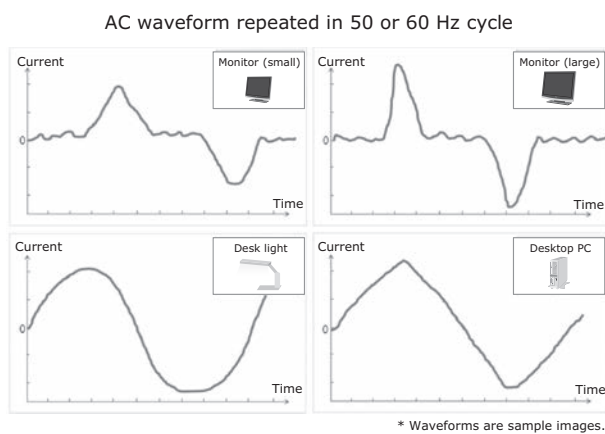 AC waveform repeated in 50 or 60 Hz cycle
Current
Monitor (small)
0
Time
Current
Monitor (large)
0
Time
Current
Desk light
0
Time
Current
Desktop PC
0
Time
* Waveforms are sample images.